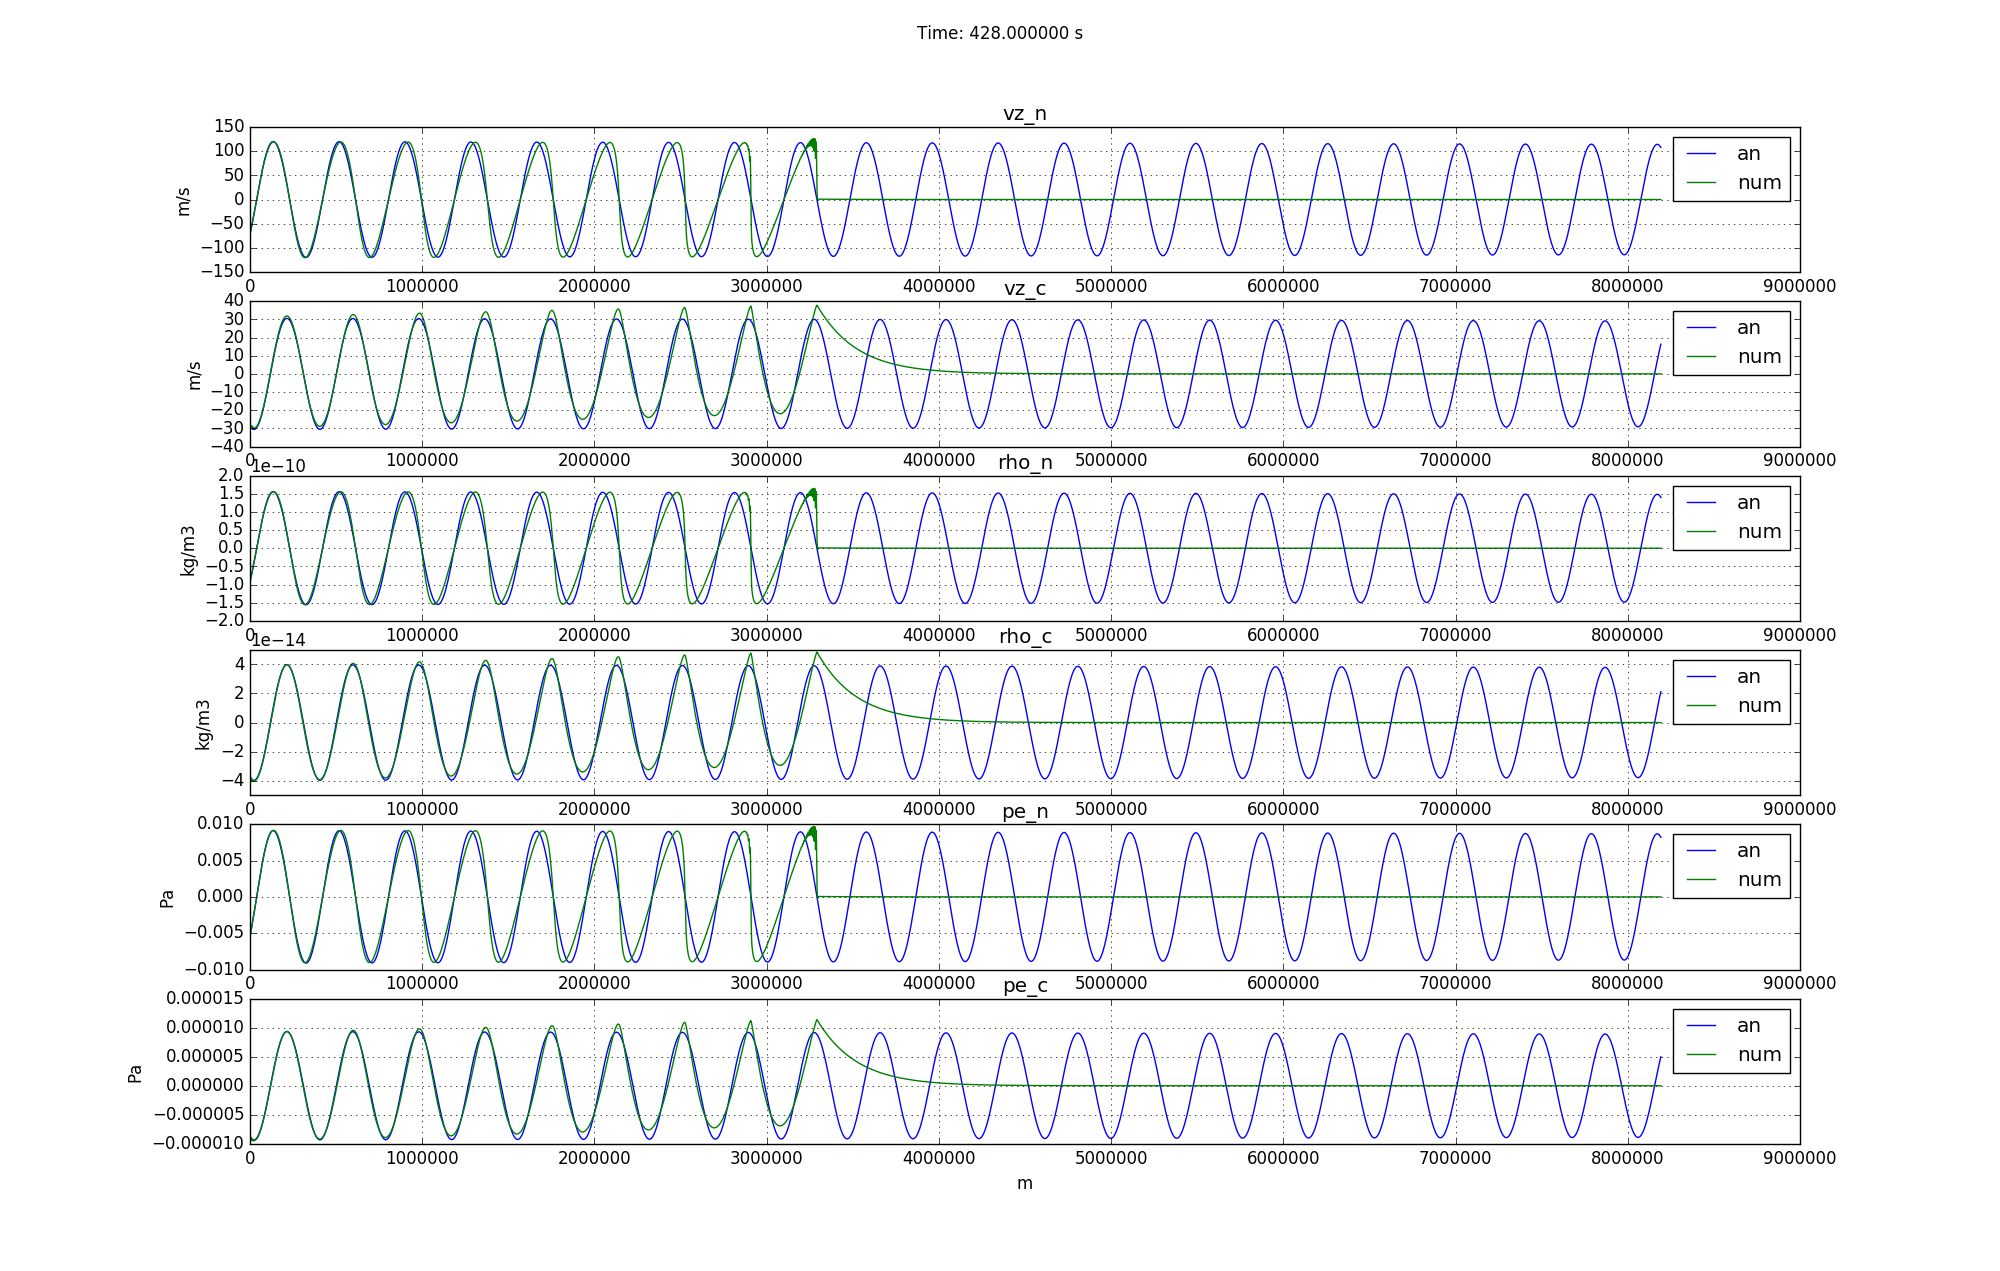 Time: 428.000000 s
vz_n
150
100
50
0
−50
−100
−150
m/s
an
num
0 1000000 2000000 3000000 4000000 5000000 6000000 7000000 8000000 9000000
vz_c
40
30
20
10
0
−10
−20
−30
−40
m/s
an
num
0 1000000 2000000 3000000 4000000 5000000 6000000 7000000 8000000 9000000
1e−10
rho_n
2.0
1.5
1.0
0.5
0.0
−0.5
−1.0
−1.5
−2.0
kg/m3
an
num
0 1000000 2000000 3000000 4000000 5000000 6000000 7000000 8000000 9000000
1e−14
rho_c
4
2
0
−2
−4
kg/m3
an
num
0 1000000 2000000 3000000 4000000 5000000 6000000 7000000 8000000 9000000
pe_n
0.010
0.005
0.000
−0.005
−0.010
Pa
an
num
0 1000000 2000000 3000000 4000000 5000000 6000000 7000000 8000000 9000000
pe_c
0.000015
0.000010
0.000005
0.000000
−0.000005
−0.000010
Pa
an
num
0 1000000 2000000 3000000 4000000 5000000 6000000 7000000 8000000 9000000
m